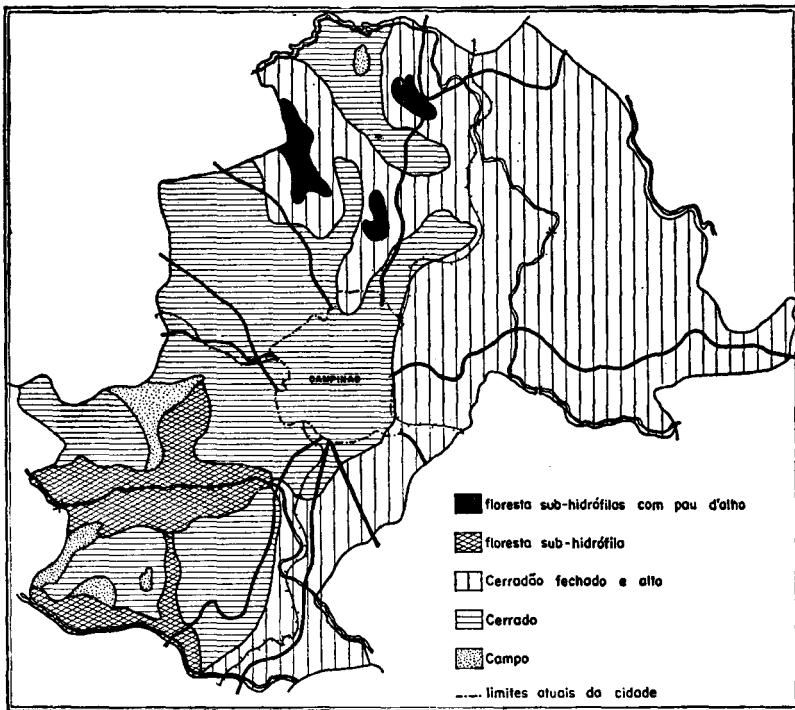 CAMPINAS
floresta sub-hidrófilas com pau d'alho
floresta sub-hidrófila
Cerradão fechado e alto
Cerrado
Campo
limites atuais da cidade